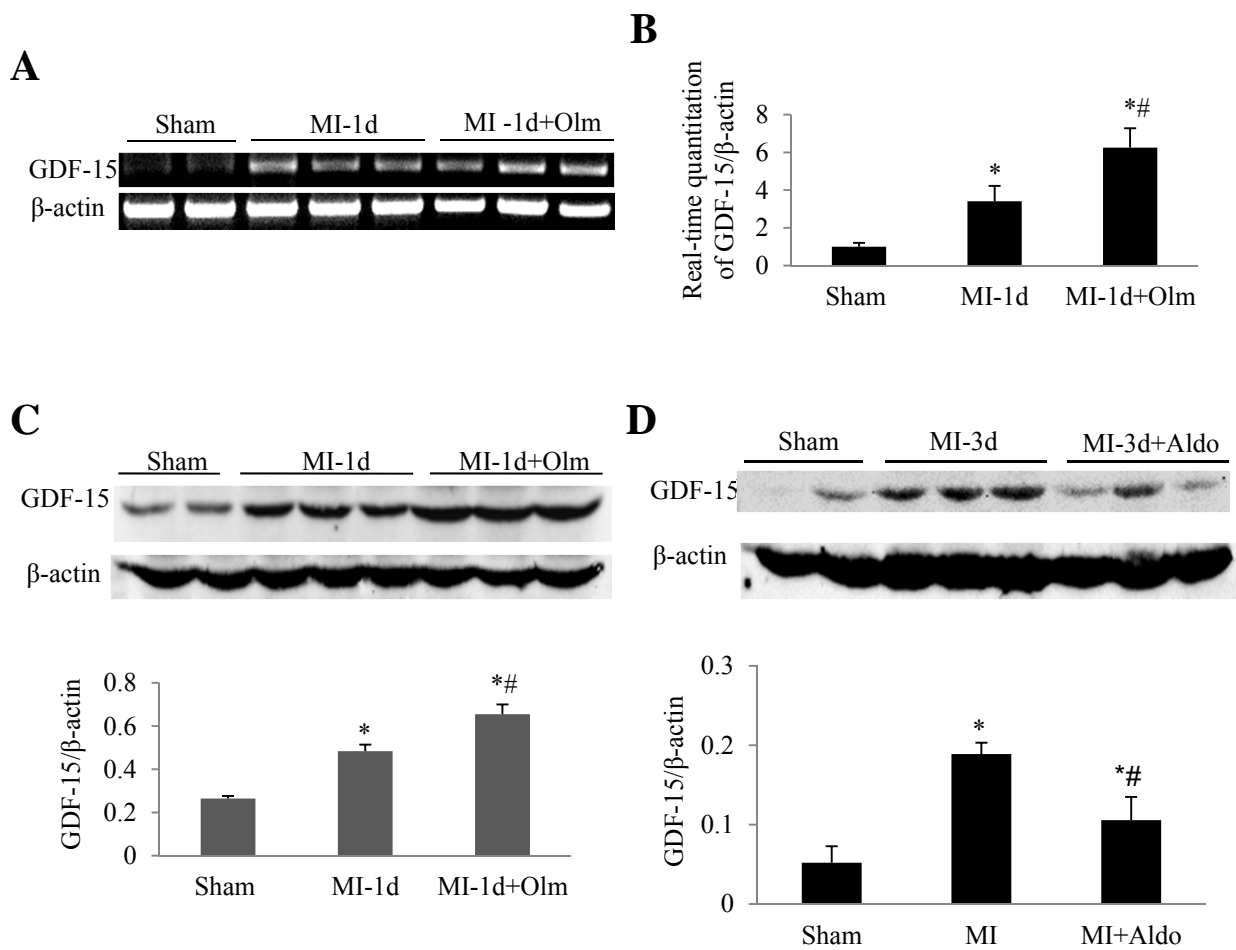 A
Sham MI-1d MI -1d+Olm
GDF-15
β-actin
B
Real-time quantitation
of GDF-15/β-actin
8
6
4
2
0
*
*#
Sham MI-1d MI-1d+Olm
C
Sham MI-1d MI-1d+Olm
GDF-15
β-actin
GDF-15/β-actin
0.8
0.6
0.4
0.2
0
*
*#
Sham MI-1d MI-1d+Olm
D
Sham MI-3d MI-3d+Aldo
GDF-15
β-actin
GDF-15/β-actin
0.3
0.2
0.1
0
*
*#
Sham MI MI+Aldo